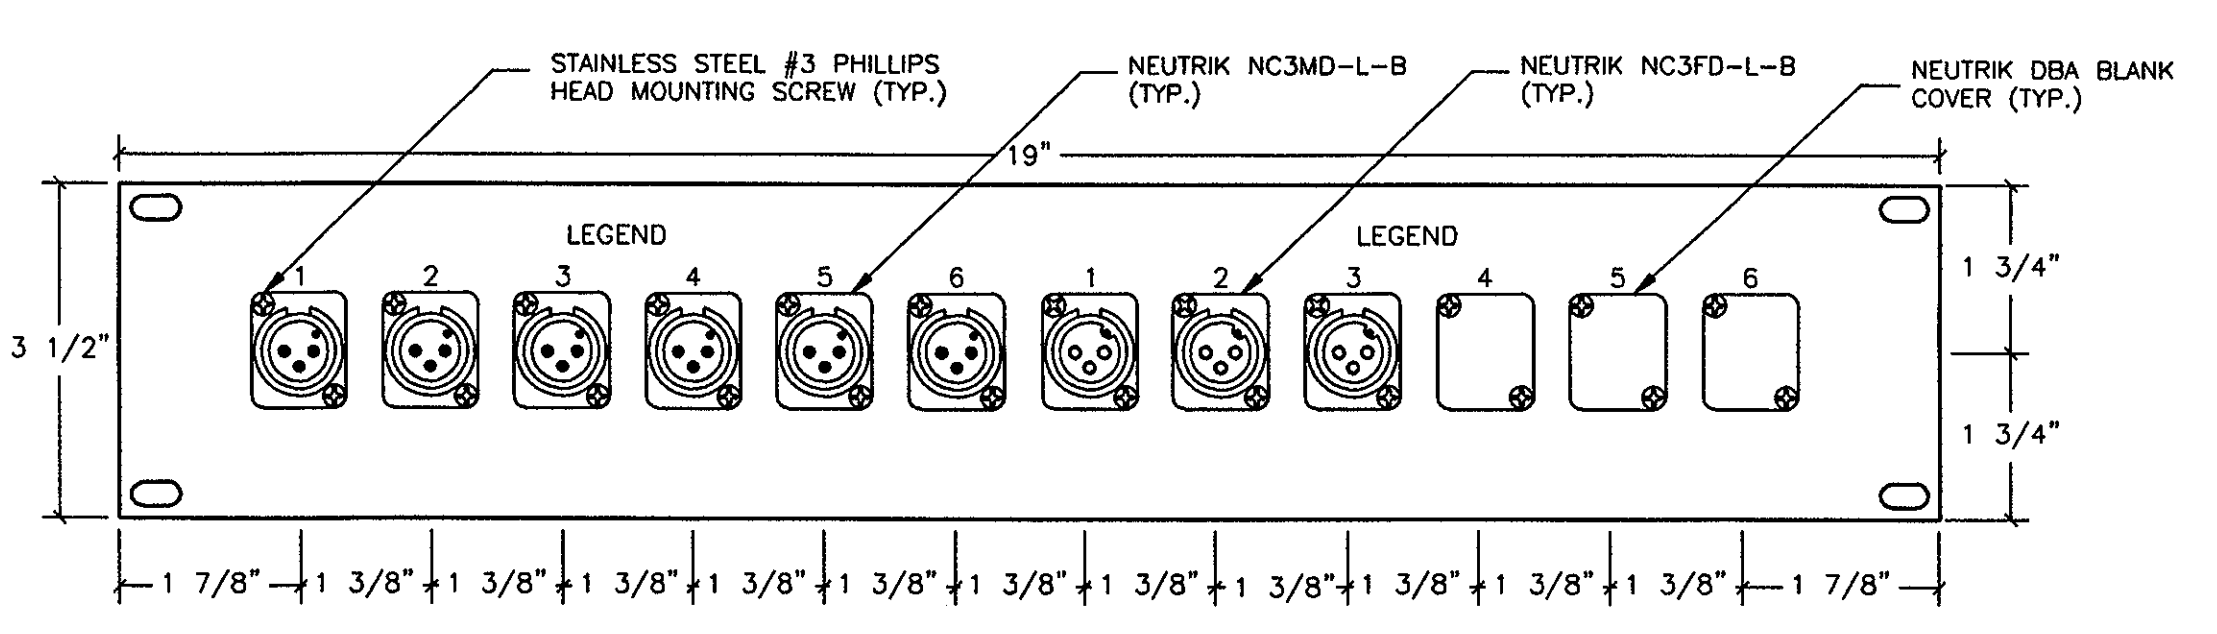 STAINLESS STEEL #3 PHILLIPS
HEAD MOUNTING SCREW (TYP.)
NEUTRIK NC3MD-L-B
(TYP.)
NEUTRIK NC3FD-L-B
(TYP.)
NEUTRIK DBA BLANK
COVER (TYP.)
19"
LEGEND
LEGEND
1 2 3 4 5 6 1 2 3 4 5 6
3 1/2"
1 3/4"
1 3/4"
1 7/8" 1 3/8" 1 3/8" 1 3/8" 1 3/8" 1 3/8" 1 3/8" 1 3/8" 1 3/8" 1 3/8" 1 3/8" 1 3/8" 1 7/8"